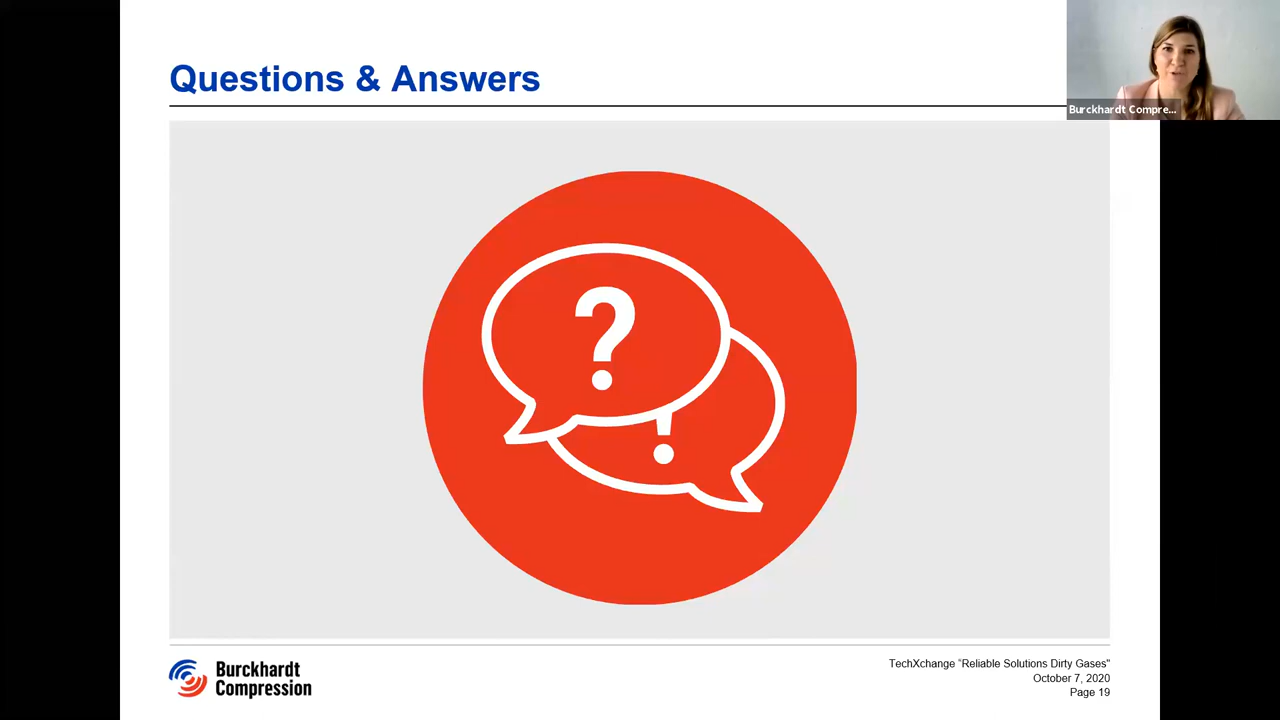 Questions & Answers
Burckhardt Compre...
?
!
Burckhardt
Compression
TechXchange "Reliable Solutions Dirty Gases"
October 7, 2020
Page 19